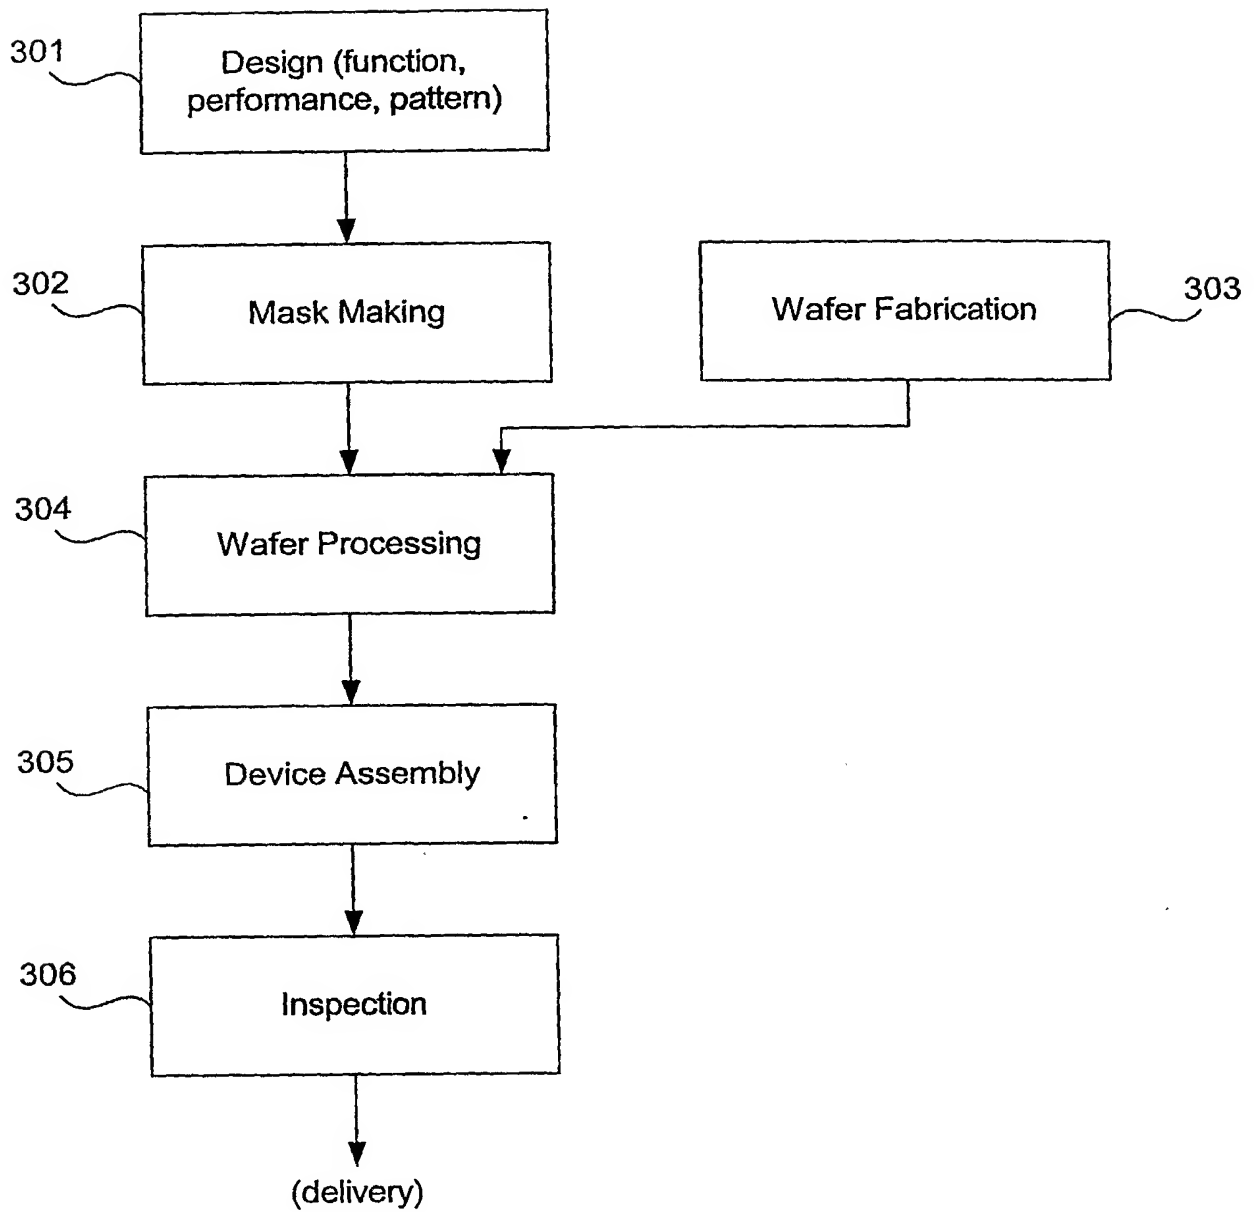 301
Design (function,
performance, pattern)
302
Mask Making
Wafer Fabrication
303
304
Wafer Processing
305
Device Assembly
306
Inspection
(delivery)